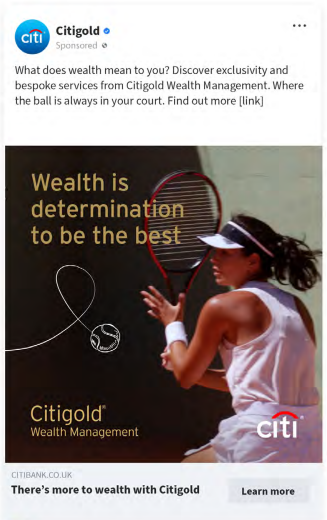 citi
Citigold
Sponsored
What does wealth mean to you? Discover exclusivity and
bespoke services from Citigold Wealth Management. Where
the ball is always in your court. Find out more [link]
Wealth is
determination
to be the best
Citigold®
Wealth Management
citi
CITIBANK.CO.UK
There's more to wealth with Citigold
Learn more